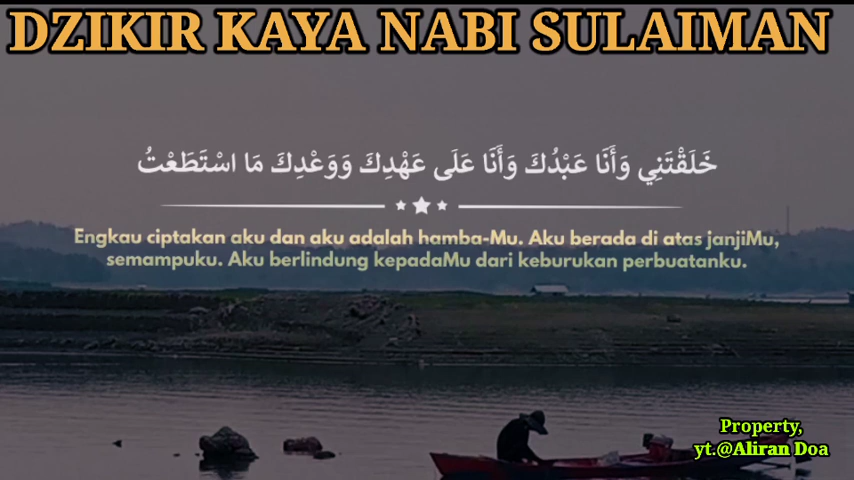 DZIKIR KAYA NABI SULAIMAN
خَلَقْتَنِي وَأَنَا عَبْدُكَ وَأَنَا عَلَى عَهْدِكَ وَوَعْدِكَ مَا اسْتَطَعْتُ
Engkau ciptakan aku dan aku adalah hamba-Mu. Aku berada di atas janjiMu,
semampuku. Aku berlindung kepadaMu dari keburukan perbuatanku.
Property,
yt.@Aliran Doa